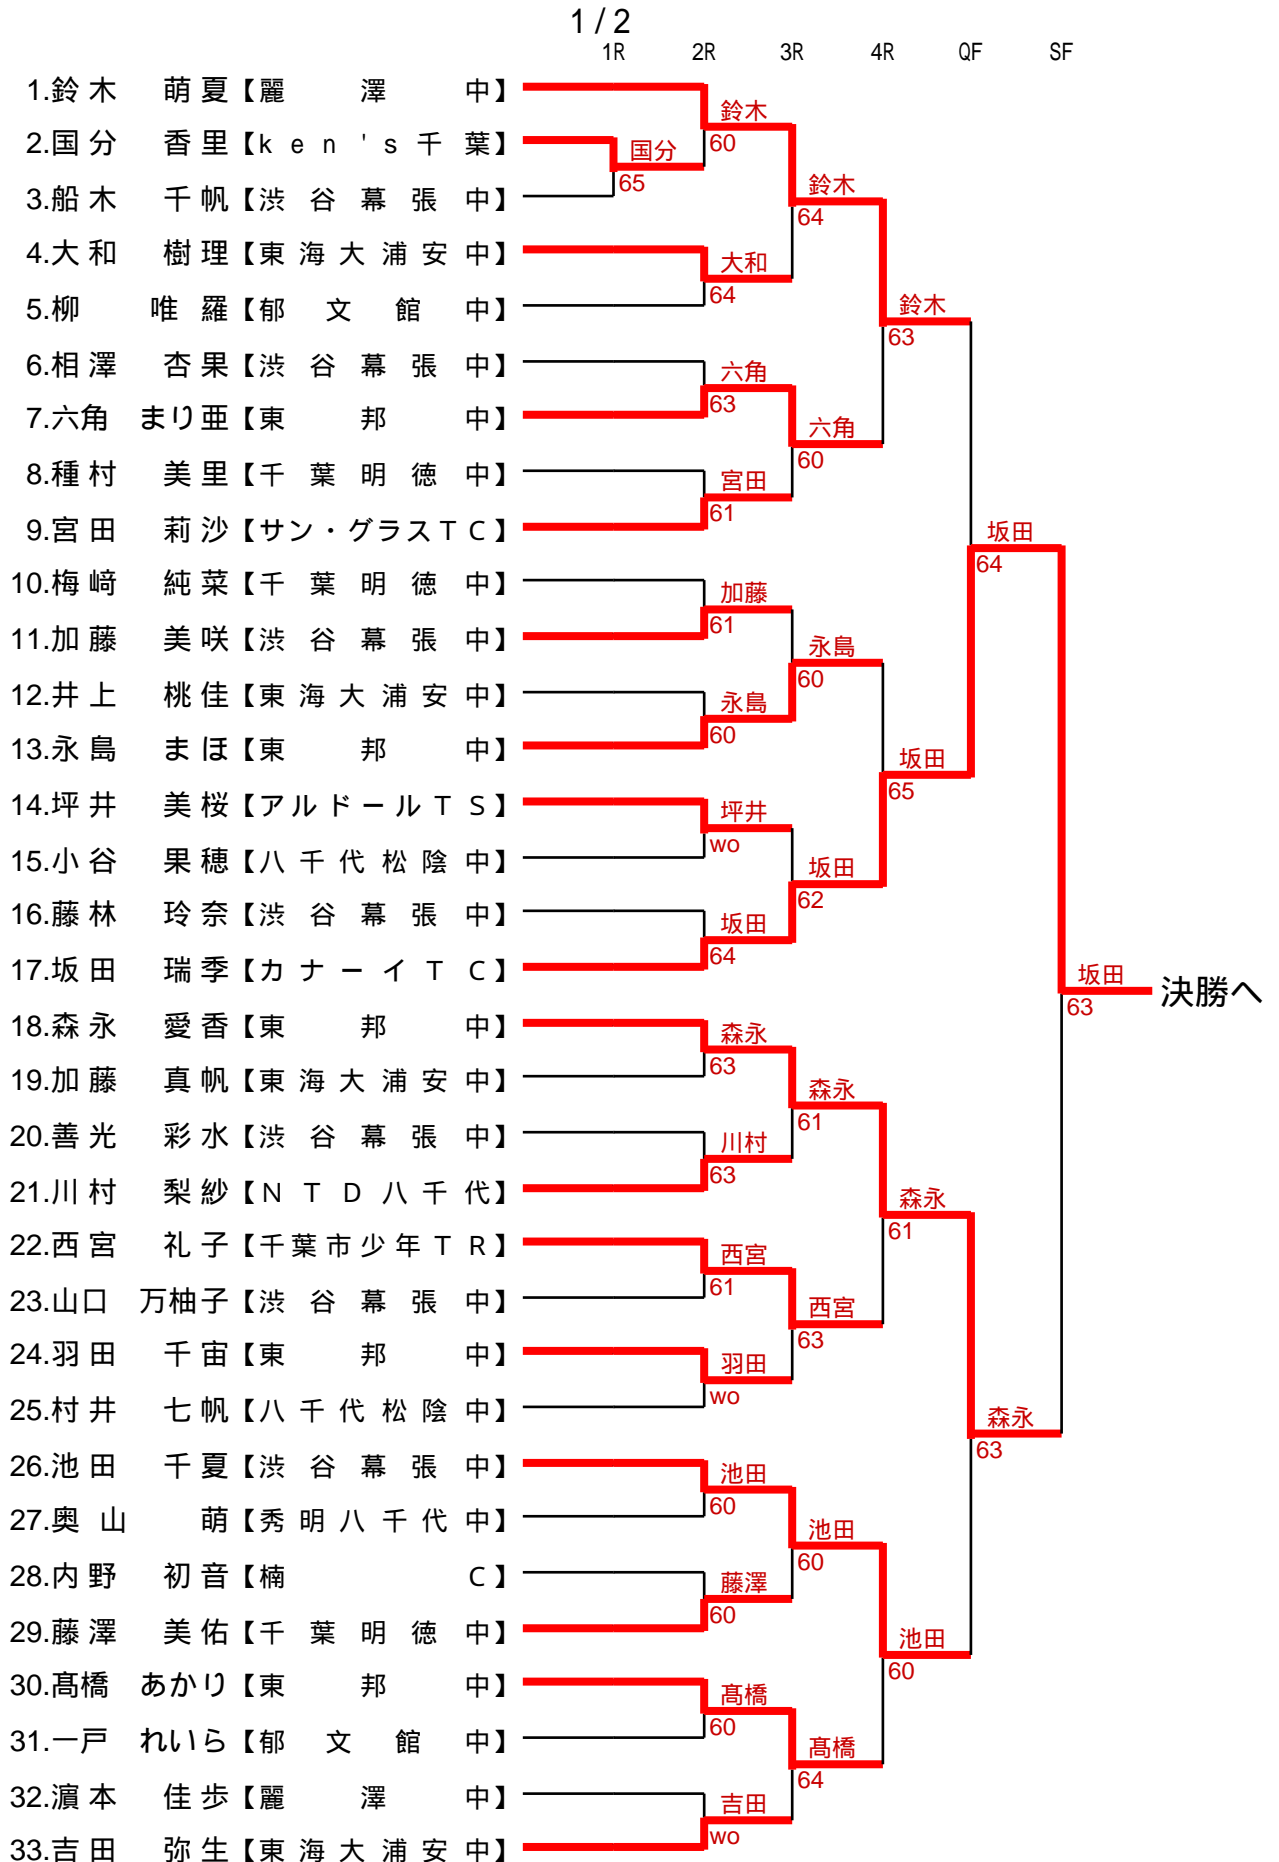 1 / 2
1R 2R 3R 4R QF SF
1.鈴木 萌夏【麗澤中】
鈴木
2.国分 香里【ken's千葉】
国分
60
65
3.船木 千帆【渋谷幕張中】
鈴木
64
4.大和 樹理【東海大浦安中】
大和
64
5.柳 唯羅【郁文館中】
鈴木
63
6.相澤 杏果【渋谷幕張中】
六角
63
7.六角 まり亜【東邦中】
六角
60
8.種村 美里【千葉明徳中】
宮田
61
9.宮田 莉沙【サン・グラスTC】
坂田
64
10.梅﨑 純菜【千葉明徳中】
加藤
61
11.加藤 美咲【渋谷幕張中】
永島
60
12.井上 桃佳【東海大浦安中】
永島
60
13.永島 まほ【東邦中】
坂田
65
14.坪井 美桜【アルドールTS】
坪井
wo
15.小谷 果穂【八千代松陰中】
坂田
62
16.藤林 玲奈【渋谷幕張中】
坂田
64
17.坂田 瑞季【カナーイTC】
坂田
決勝へ
63
18.森永 愛香【東邦中】
森永
63
19.加藤 真帆【東海大浦安中】
森永
61
20.善光 彩水【渋谷幕張中】
川村
63
21.川村 梨紗【NTD八千代】
森永
61
22.西宮 礼子【千葉市少年TR】
西宮
61
23.山口 万柚子【渋谷幕張中】
西宮
63
24.羽田 千宙【東邦中】
羽田
wo
25.村井 七帆【八千代松陰中】
森永
63
26.池田 千夏【渋谷幕張中】
池田
60
27.奥山 萌【秀明八千代中】
池田
60
28.内野 初音【楠C】
藤澤
60
29.藤澤 美佑【千葉明徳中】
池田
60
30.髙橋 あかり【東邦中】
髙橋
60
31.一戸 れいら【郁文館中】
髙橋
64
32.濵本 佳歩【麗澤中】
吉田
wo
33.吉田 弥生【東海大浦安中】